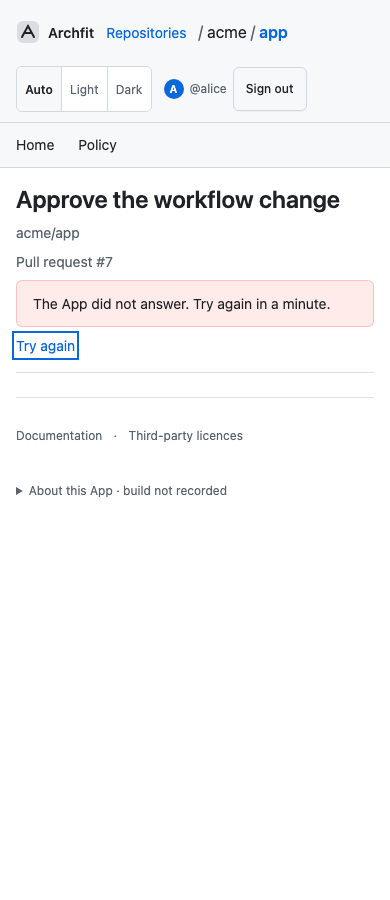 Archfit Repositories / acme / app
Auto Light Dark A @alice Sign out
Home Policy
Approve the workflow change
acme/app
Pull request #7
The App did not answer. Try again in a minute.
Try again
Documentation · Third-party licences
About this App · build not recorded